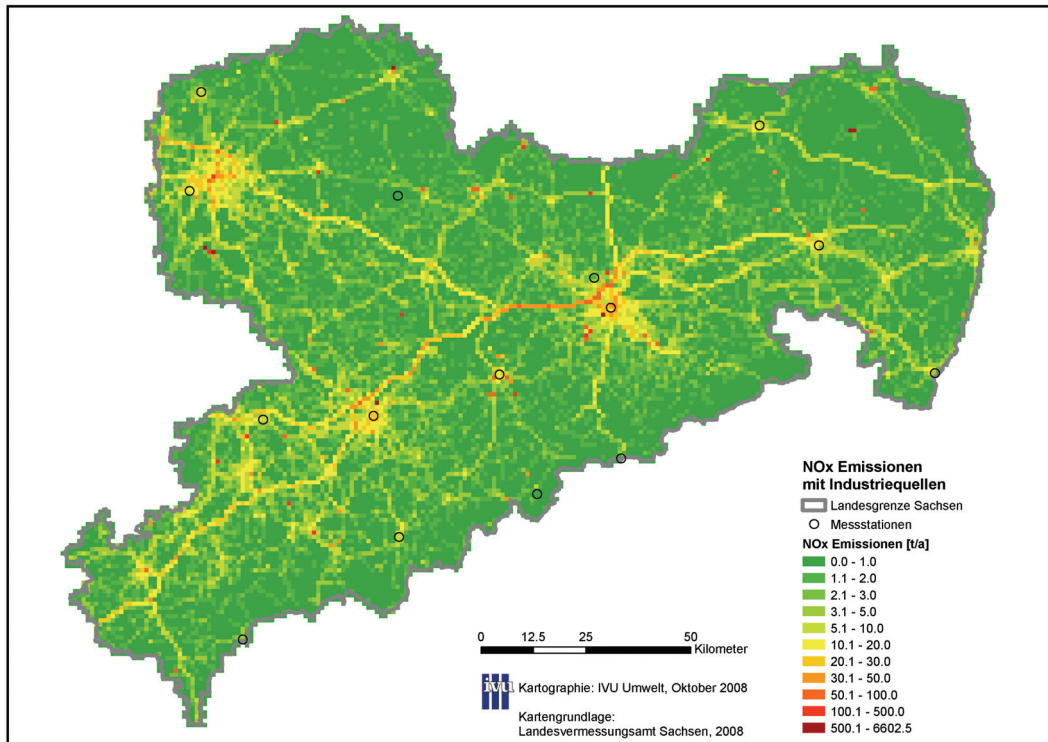 NOx Emissionen
mit Industriequellen
Landesgrenze Sachsen
Messstationen
NOx Emissionen [t/a]
0.0 - 1.0
1.1 - 2.0
2.1 - 3.0
3.1 - 5.0
5.1 - 10.0
10.1 - 20.0
20.1 - 30.0
30.1 - 50.0
50.1 - 100.0
100.1 - 500.0
500.1 - 6602.5
0 12.5 25 50
Kilometer
ivu
Kartographie: IVU Umwelt, Oktober 2008
Kartengrundlage:
Landesvermessungsamt Sachsen, 2008